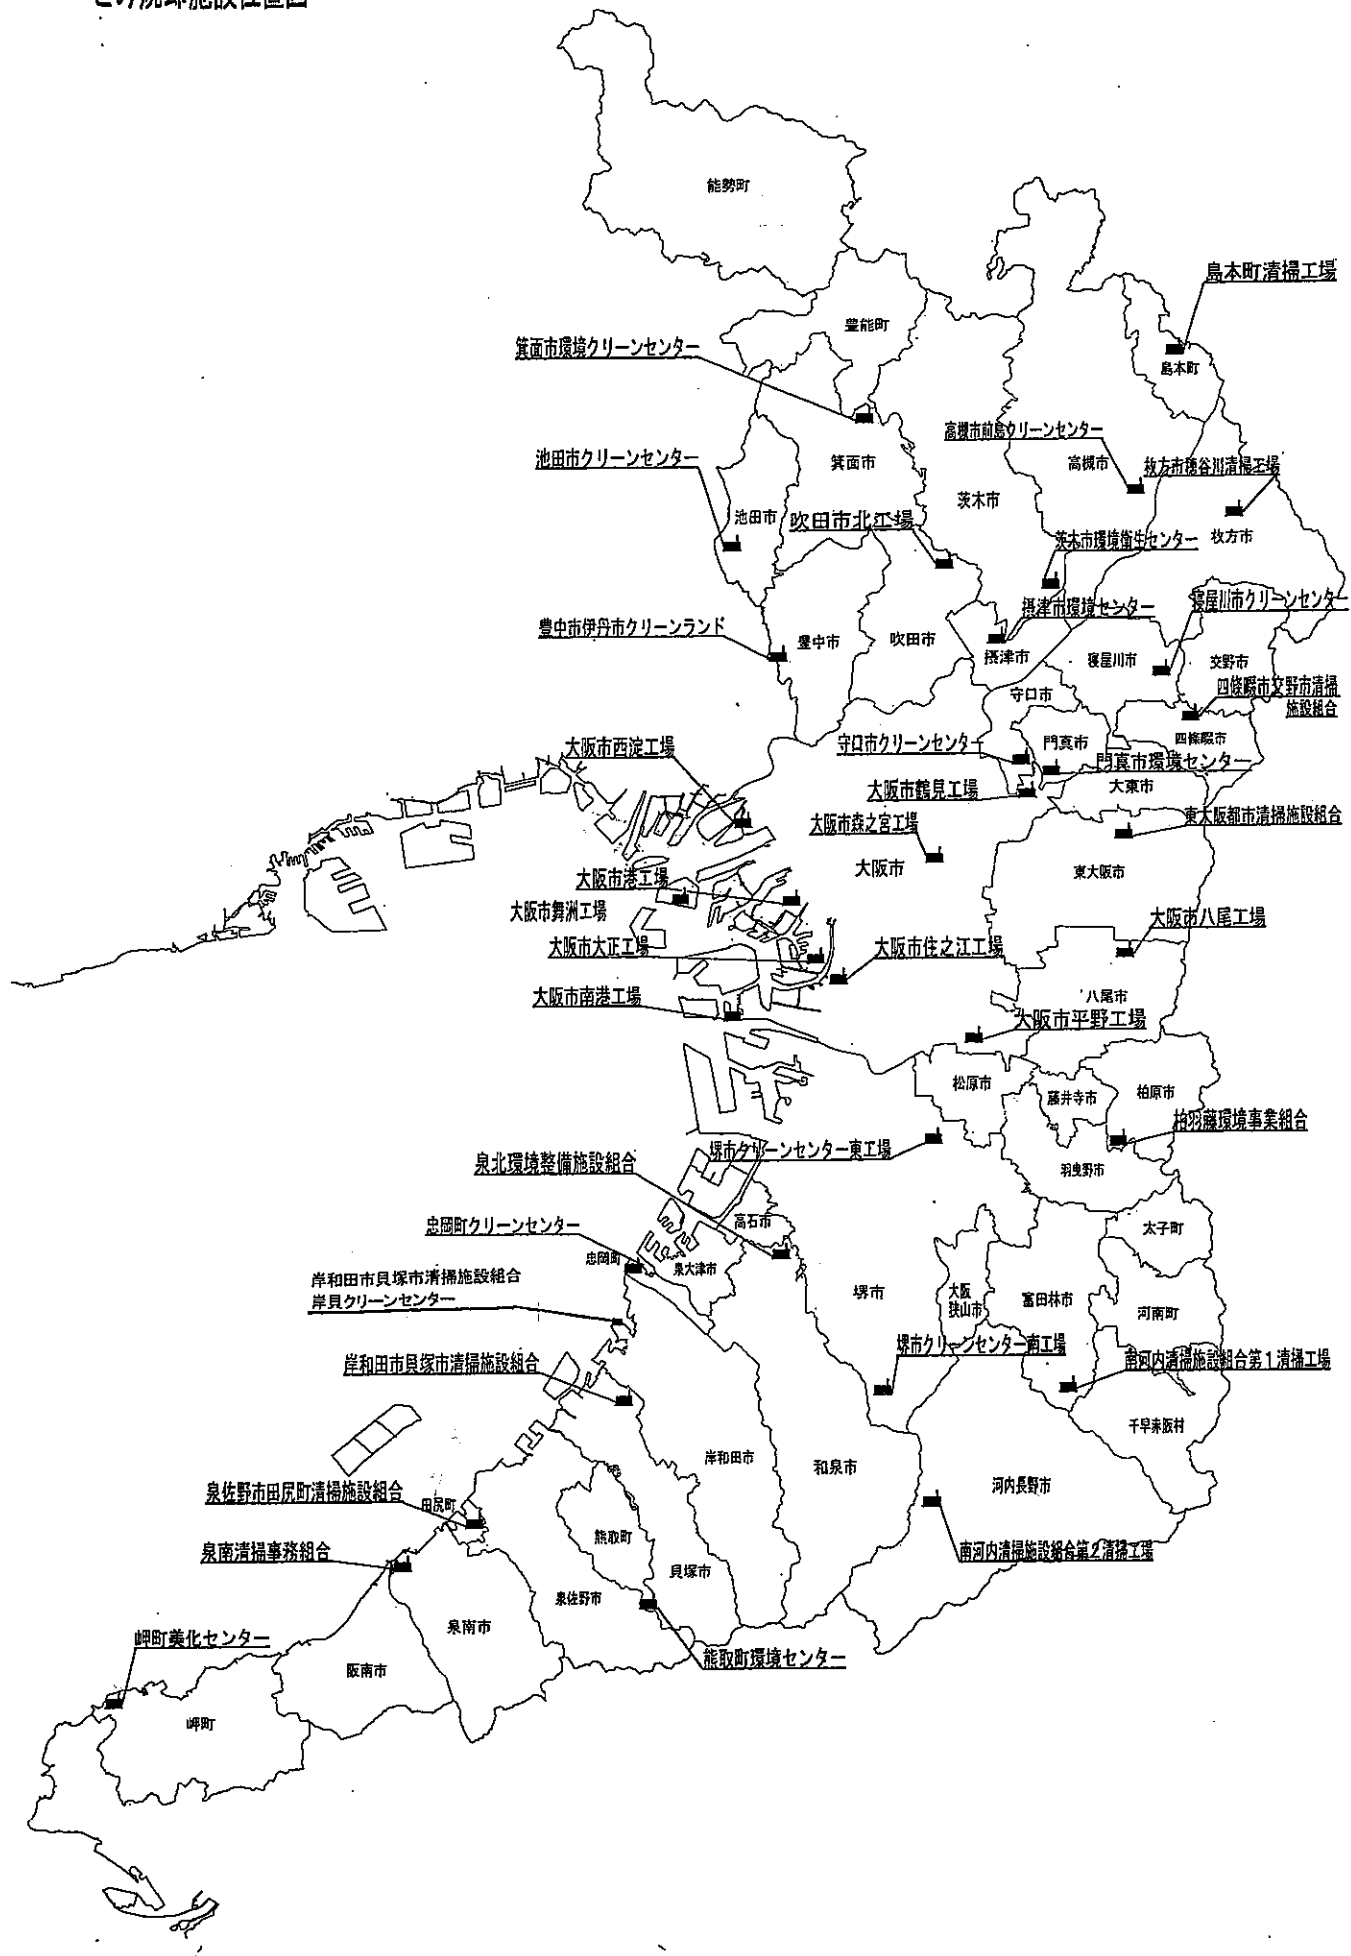 ごみ焼却施設位置図
能勢町
島本町清掃工場
豊能町
箕面市環境クリーンセンター
島本町
高槻市前島クリーンセンター
池田市クリーンセンター
箕面市
高槻市
枚方市穂谷川清掃工場
茨木市
池田市
吹田市北工場
枚方市
茨木市環境衛生センター
寝屋川市クリーンセンター
摂津市環境センター
豊中市伊丹市クリーンランド
豊中市
吹田市
摂津市
寝屋川市
交野市
四條畷市交野市清掃
施設組合
守口市
大阪市西淀工場
守口市クリーンセンター
門真市
四條畷市
門真市環境センター
大阪市鶴見工場
大東市
大阪市森之宮工場
東大阪都市清掃施設組合
大阪市
東大阪市
大阪市港工場
大阪市舞洲工場
大阪市八尾工場
大阪市大正工場
大阪市住之江工場
大阪市南港工場
八尾市
大阪市平野工場
松原市
藤井寺市
柏原市
柏羽藤環境事業組合
堺市クリーンセンター東工場
泉北環境整備施設組合
羽曳野市
高石市
忠岡町クリーンセンター
太子町
忠岡町
泉大津市
岸和田市貝塚市清掃施設組合
岸貝クリーンセンター
堺市
大阪
狭山市
富田林市
河南町
岸和田市貝塚市清掃施設組合
堺市クリーンセンター南工場
南河内清掃施設組合第1清掃工場
千早赤阪村
岸和田市
和泉市
河内長野市
泉佐野市田尻町清掃施設組合
田尻町
熊取町
泉南清掃事務組合
南河内清掃施設組合第2清掃工場
貝塚市
泉佐野市
泉南市
岬町美化センター
熊取町環境センター
阪南市
岬町